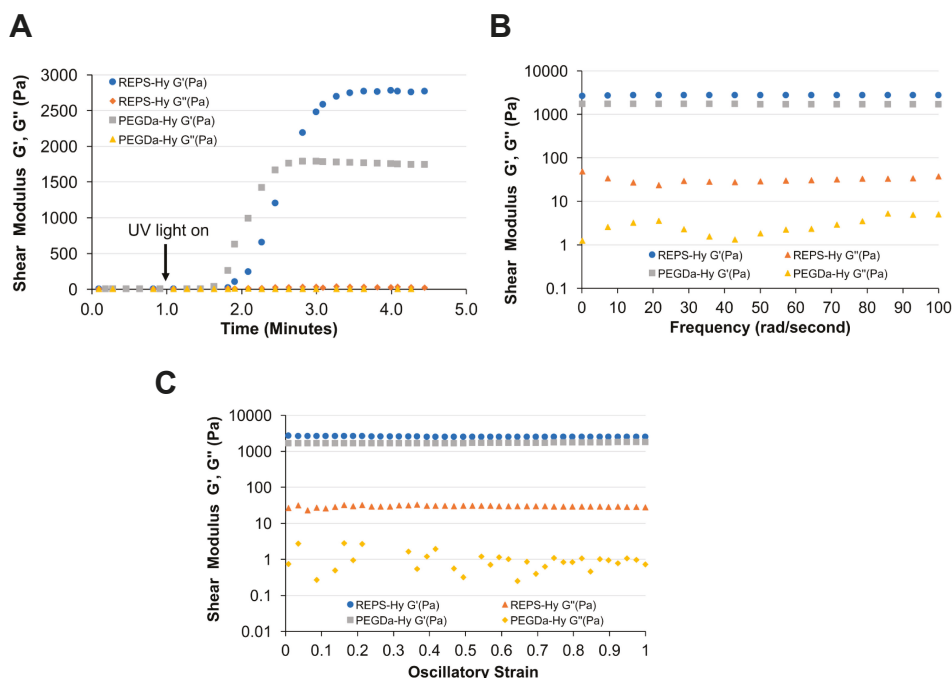 A
Shear Modulus G', G" (Pa)
3000
2500
2000
1500
1000
500
0
REPS-Hy G'(Pa)
REPS-Hy G"(Pa)
PEGDa-Hy G'(Pa)
PEGDa-Hy G"(Pa)
UV light on
0.0 1.0 2.0 3.0 4.0 5.0
Time (Minutes)
B
Shear Modulus G', G" (Pa)
10000
1000
100
10
1
0.1
REPS-Hy G'(Pa) REPS-Hy G"(Pa)
PEGDa-Hy G'(Pa) PEGDa-Hy G"(Pa)
0 10 20 30 40 50 60 70 80 90 100
Frequency (rad/second)
C
Shear Modulus G', G" (Pa)
10000
1000
100
10
1
0.1
0.01
REPS-Hy G'(Pa) REPS-Hy G"(Pa)
PEGDa-Hy G'(Pa) PEGDa-Hy G"(Pa)
0 0.1 0.2 0.3 0.4 0.5 0.6 0.7 0.8 0.9 1
Oscillatory Strain